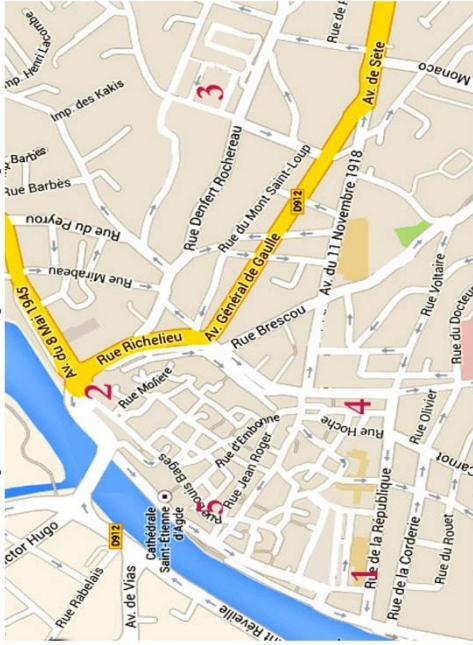 Imp. Henri Lacombe
Imp. des Kakis
Barbès
Rue Barbès
Rue du Peyrou
Rue Mirabeau
Av. du 8 Mai 1945
Rue Richelieu
2
Rue Molière
3
Rue Denfert Rochereau
Rue du Mont Saint-Loup
Monaco
Av. de Sète
D912
Av. Général de Gaulle
Av. du 11 Novembre 1918
Rue Brescou
Rue Voltaire
Rue du Docteur
Rue d'Embonne
Rue Jean Roger
Rue Louis Bages
5
Cathédrale
Saint-Etienne
d'Agde
D912
Victor Hugo
Rue Rabelais
Av. de Vias
Réveille
4
Rue Hoche
Rue Olivier
Carnot
1
Rue de la République
Rue de la Corderie
Rue du Rouet